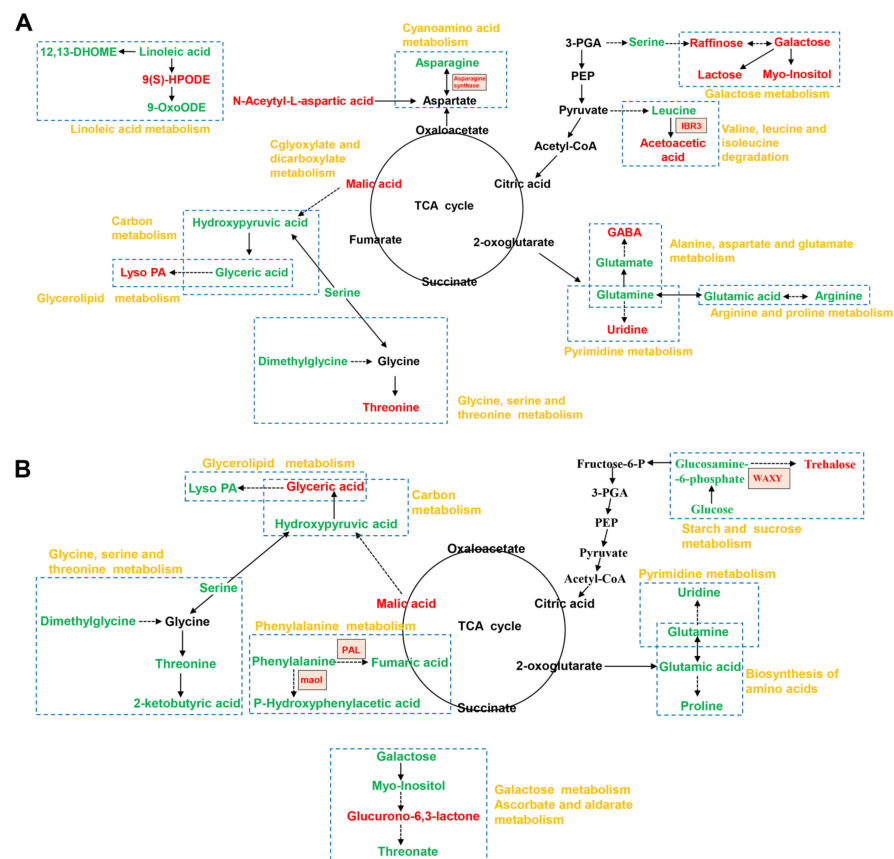 A
12,13-DHOME
Linoleic acid
9(S)-HPODE
9-OxoODE
Linoleic acid metabolism
Cyanoamino acid
metabolism
Asparagine
Asparagine
synthase
N-Aceytyl-L-aspartic acid
Aspartate
Oxaloacetate
3-PGA
Serine
Raffinose
Galactose
Lactose
Myo-Inositol
Galactose metabolism
PEP
Pyruvate
Leucine
IBR3
Acetoacetic
acid
Valine, leucine and
isoleucine
degradation
Acetyl-CoA
Cglyoxylate and
dicarboxylate
metabolism
Malic acid
Citric acid
TCA cycle
Fumarate
2-oxoglutarate
Succinate
Carbon
metabolism
Hydroxypyruvic acid
Lyso PA
Glyceric acid
Glycerolipid metabolism
Serine
GABA
Glutamate
Alanine, aspartate and glutamate
metabolism
Glutamine
Glutamic acid
Arginine
Arginine and proline metabolism
Uridine
Pyrimidine metabolism
Dimethylglycine
Glycine
Threonine
Glycine, serine and
threonine metabolism
B
Glycerolipid metabolism
Lyso PA
Glyceric acid
Carbon
metabolism
Hydroxypyruvic acid
Fructose-6-P
Glucosamine-
-6-phosphate
Trehalose
WAXY
Glucose
Starch and sucrose
metabolism
3-PGA
PEP
Pyruvate
Acetyl-CoA
Oxaloacetate
Citric acid
Glycine, serine and
threonine metabolism
Serine
Dimethylglycine
Glycine
Threonine
2-ketobutyric acid
Malic acid
TCA cycle
Phenylalanine metabolism
PAL
Phenylalanine
Fumaric acid
maoI
P-Hydroxyphenylacetic acid
Succinate
2-oxoglutarate
Pyrimidine metabolism
Uridine
Glutamine
Glutamic acid
Proline
Biosynthesis of
amino acids
Galactose
Myo-Inositol
Glucurono-6,3-lactone
Threonate
Galactose metabolism
Ascorbate and aldarate
metabolism